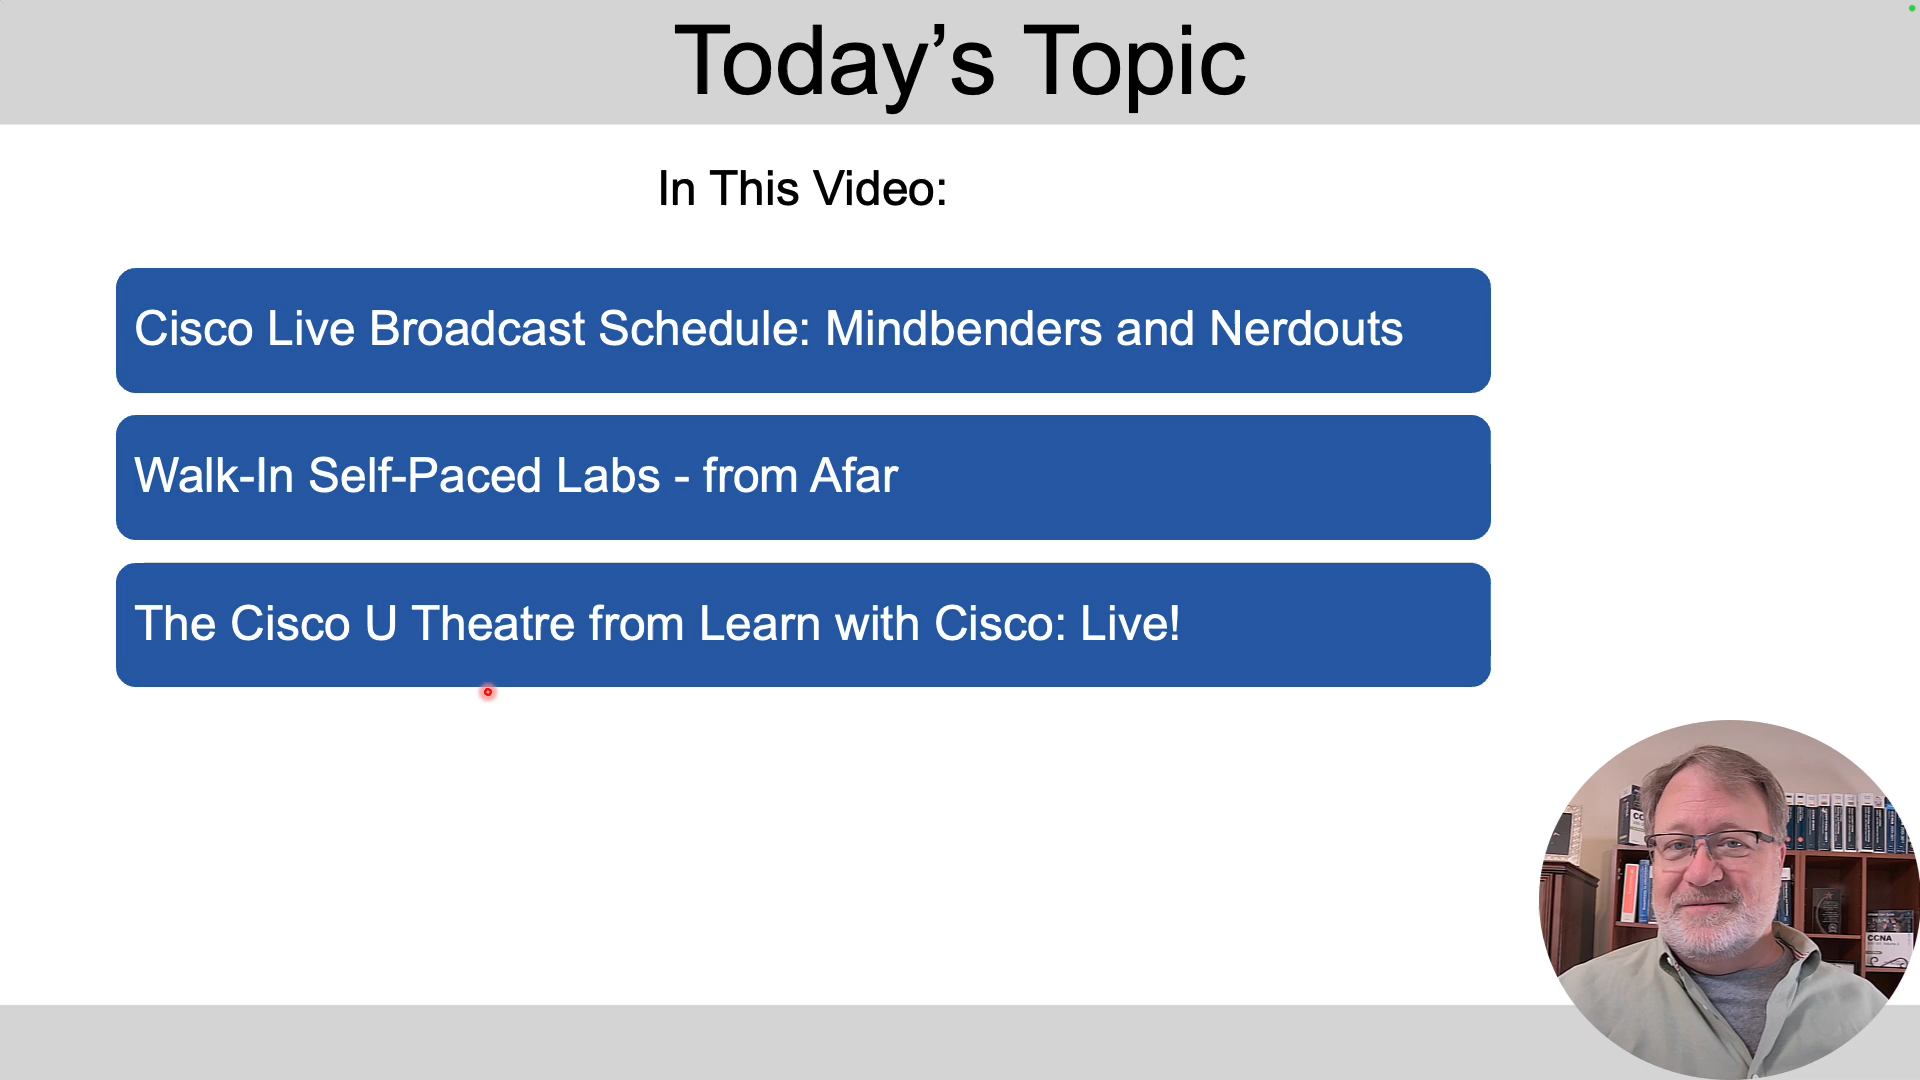 Today’s Topic
In This Video:
Cisco Live Broadcast Schedule: Mindbenders and Nerdouts
Walk-In Self-Paced Labs - from Afar
The Cisco U Theatre from Learn with Cisco: Live!
CCNA